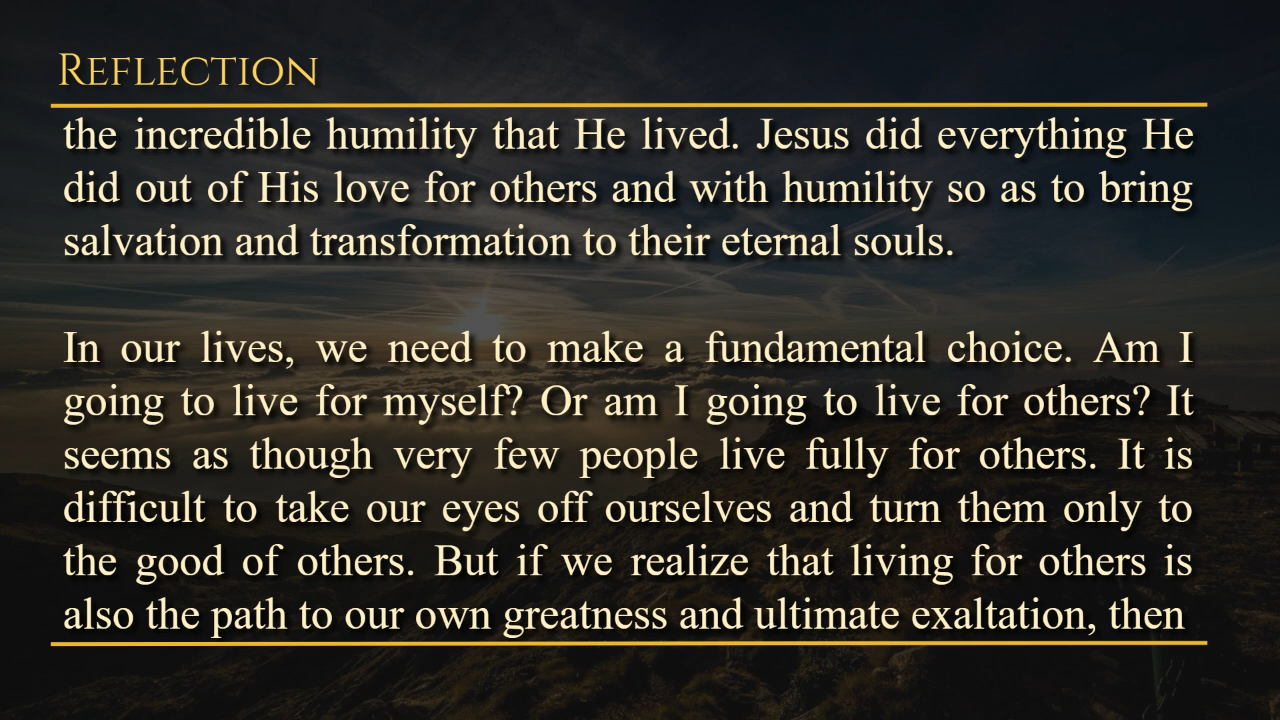 Reflection
the incredible humility that He lived. Jesus did everything He
did out of His love for others and with humility so as to bring
salvation and transformation to their eternal souls.
In our lives, we need to make a fundamental choice. Am I
going to live for myself? Or am I going to live for others? It
seems as though very few people live fully for others. It is
difficult to take our eyes off ourselves and turn them only to
the good of others. But if we realize that living for others is
also the path to our own greatness and ultimate exaltation, then